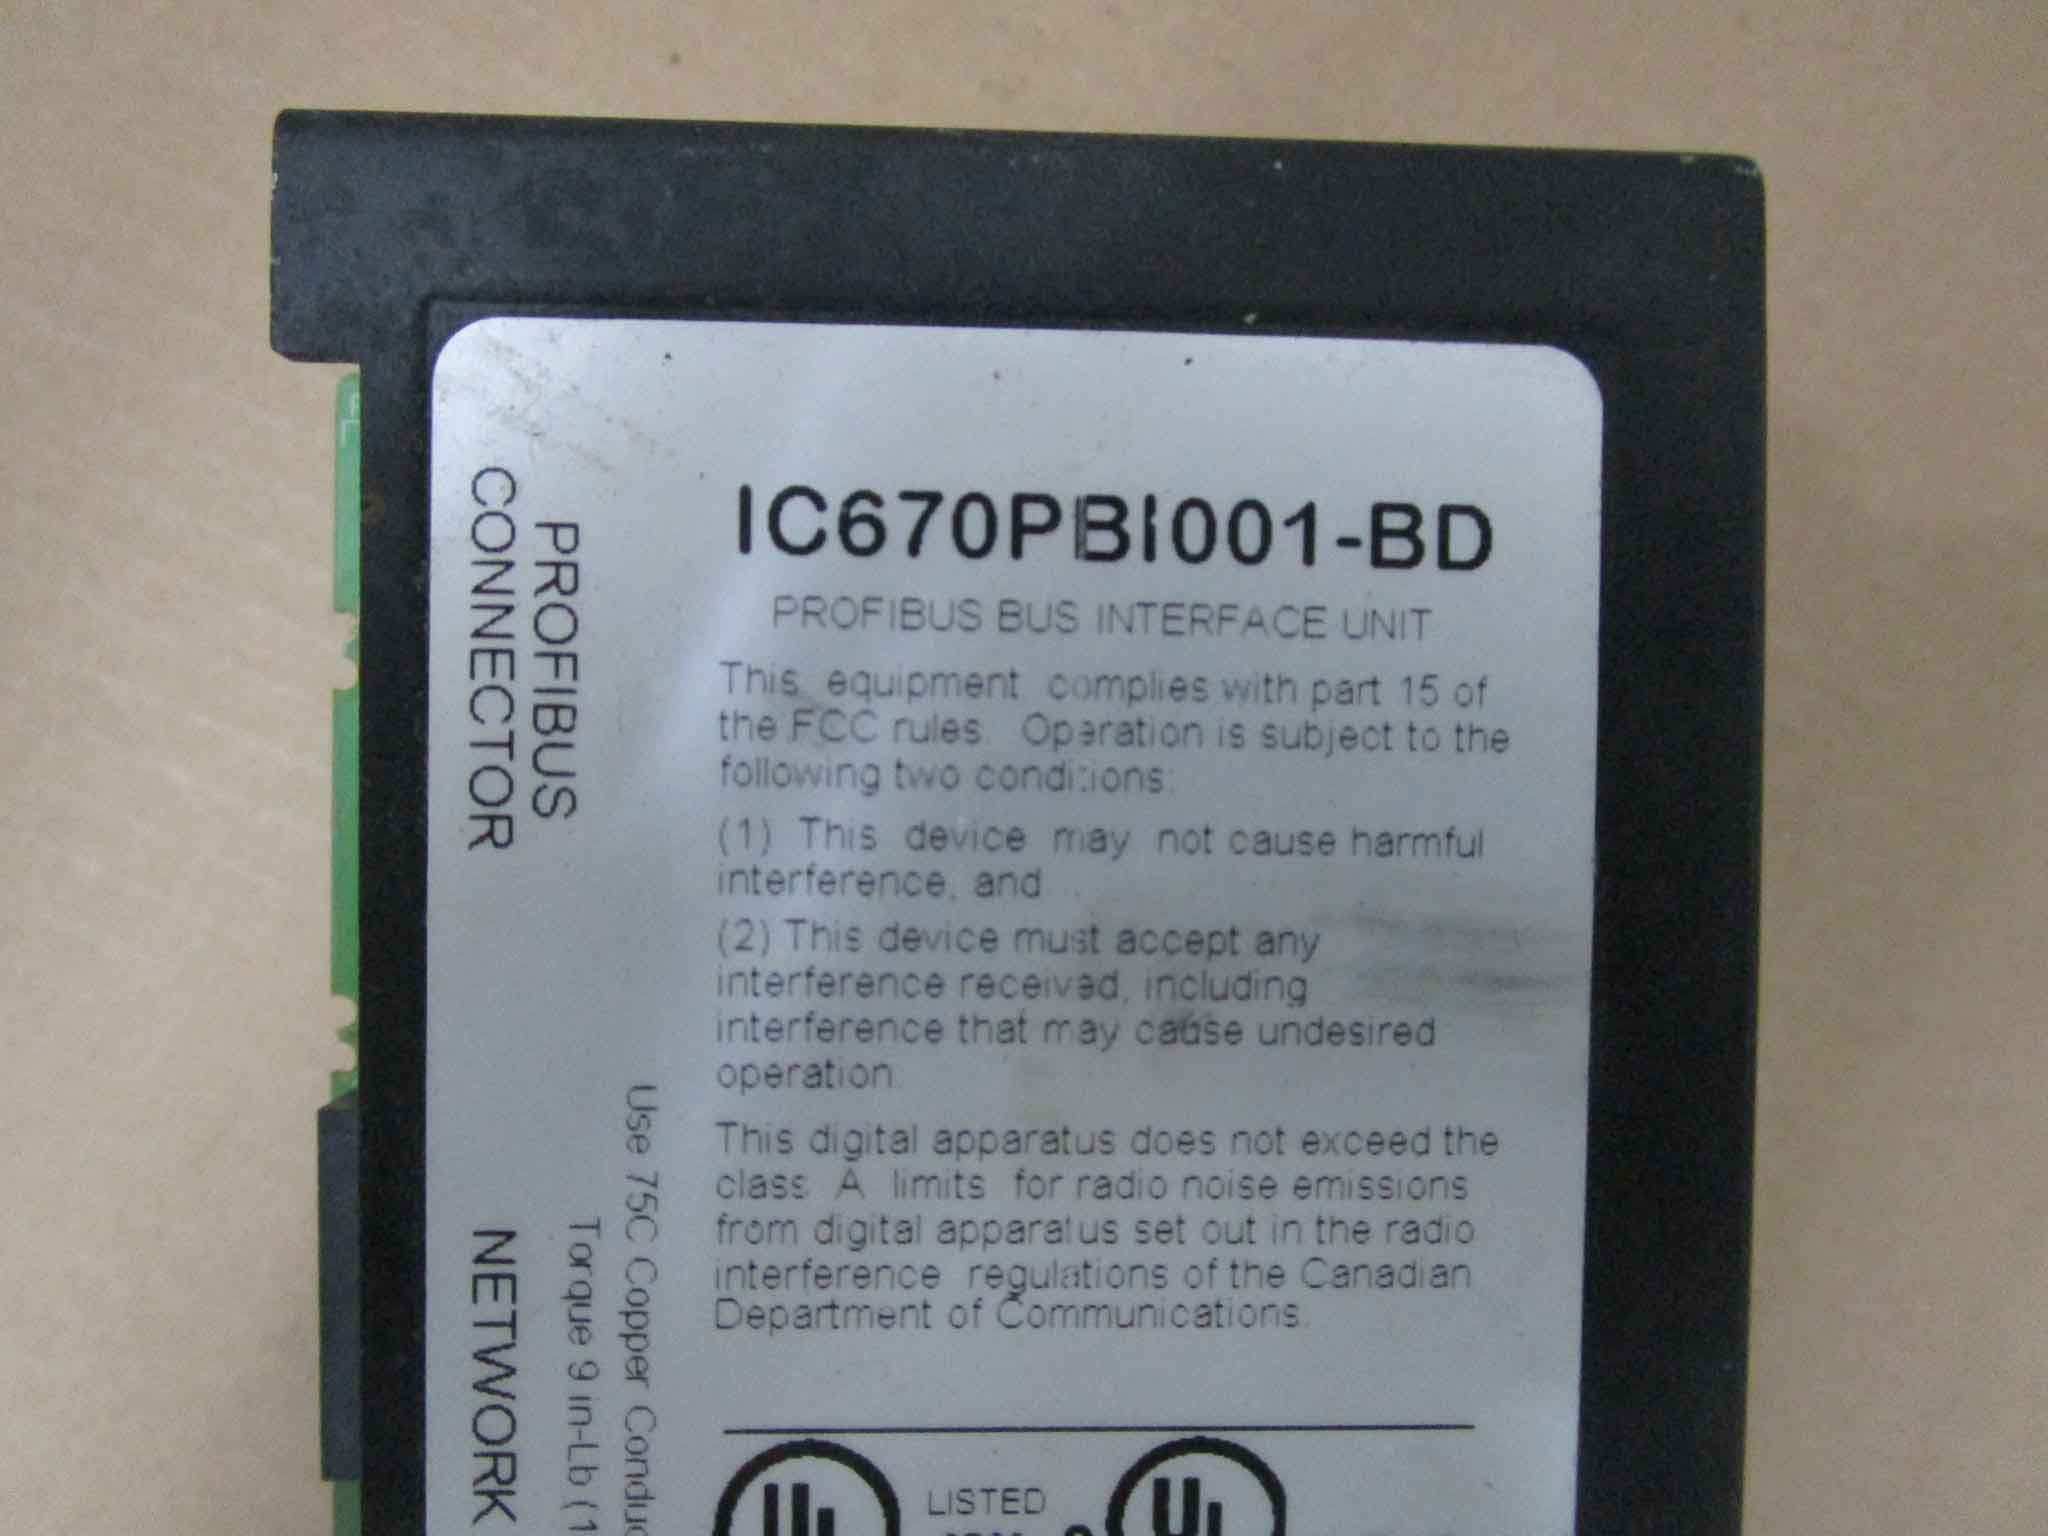 IC670PBI001-BD
PROFIBUS BUS INTERFACE UNIT
This equipment complies with part 15 of
the FCC rules. Operation is subject to the
following two conditions:
(1) This device may not cause harmful
interference, and
(2) This device must accept any
interference received, including
interference that may cause undesired
operation.
This digital apparatus does not exceed the
class A limits for radio noise emissions
from digital apparatus set out in the radio
interference regulations of the Canadian
Department of Communications.
UL
LISTED
UL
PROFIBUS
CONNECTOR
Use 75C Copper
Torque 9 in-Lb (1
NETWORK